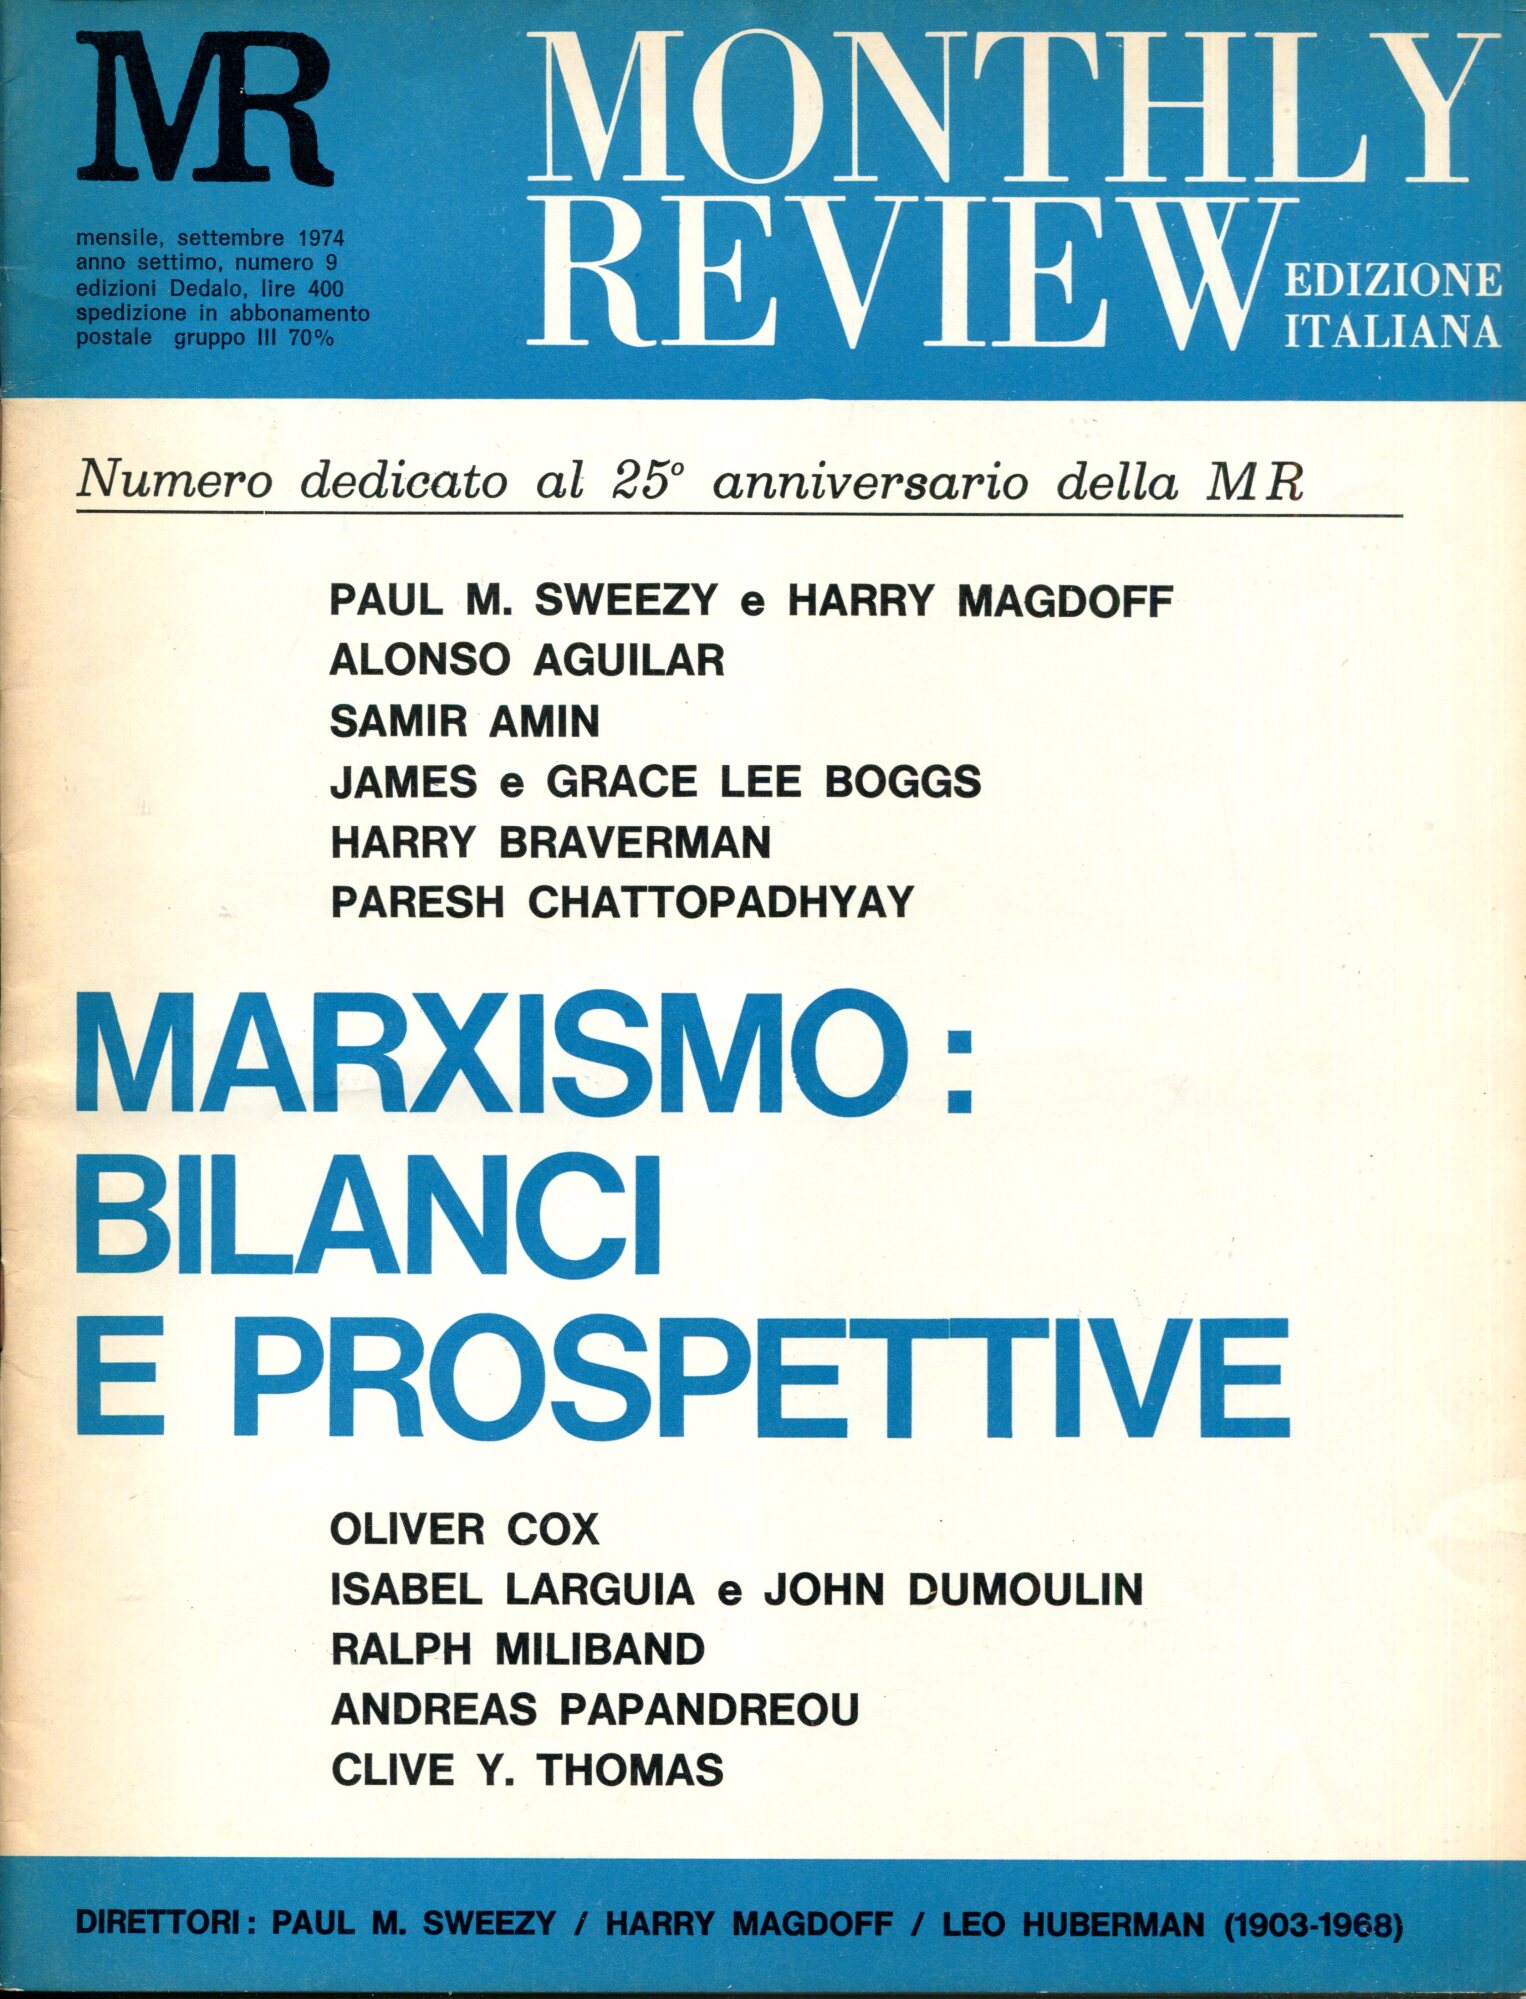 MR
MONTHLY
REVIEW
EDIZIONE
ITALIANA
mensile, settembre 1974
anno settimo, numero 9
edizioni Dedalo, lire 400
spedizione in abbonamento
postale gruppo III 70%
Numero dedicato al 25º anniversario della MR
PAUL M. SWEEZY e HARRY MAGDOFF
ALONSO AGUILAR
SAMIR AMIN
JAMES e GRACE LEE BOGGS
HARRY BRAVERMAN
PARESH CHATTOPADHYAY
MARXISMO:
BILANCI
E PROSPETTIVE
OLIVER COX
ISABEL LARGUIA e JOHN DUMOULIN
RALPH MILIBAND
ANDREAS PAPANDREOU
CLIVE Y. THOMAS
DIRETTORI: PAUL M. SWEEZY / HARRY MAGDOFF / LEO HUBERMAN (1903-1968)